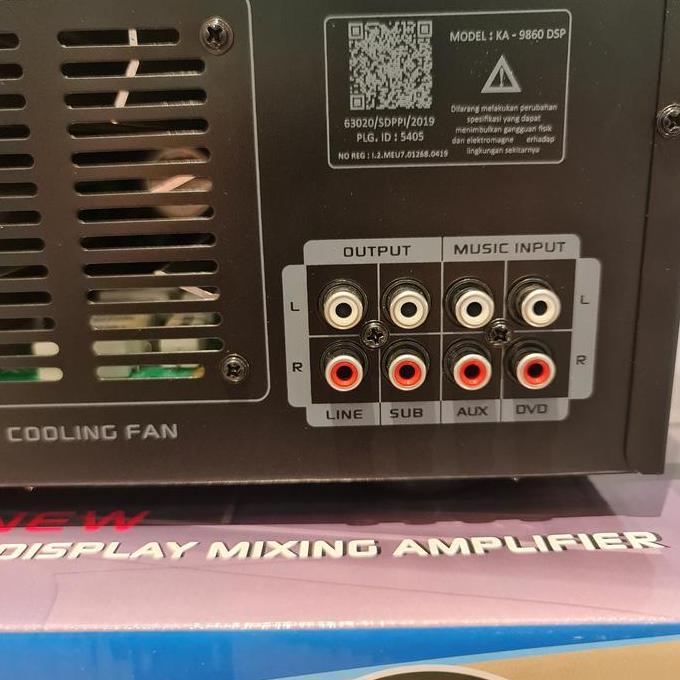 MODEL : KA - 9860 DSP
63020/SDPPI/2019
PLG. ID : 5405
NO REG : I.2.MEU7.01268.0419
Dilarang melakukan perubahan
spesifikasi yang dapat
menimbulkan gangguan fisik
dan elektromagne erhadap
lingkungan sekitarnya
OUTPUT MUSIC INPUT
L L
R R
LINE SUB AUX DVD
COOLING FAN
NEW
DISPLAY MIXING AMPLIFIER